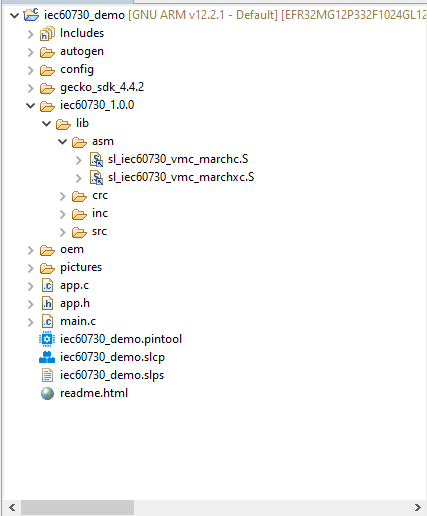 iec60730_demo [GNU ARM v12.2.1 - Default] [EFR32MG12P332F1024GL12
Includes
autogen
config
gecko_sdk_4.4.2
iec60730_1.0.0
lib
asm
sl_iec60730_vmc_marchc.S
sl_iec60730_vmc_marchxc.S
crc
inc
src
oem
pictures
app.c
app.h
main.c
iec60730_demo.pintool
iec60730_demo.slcp
iec60730_demo.slps
readme.html